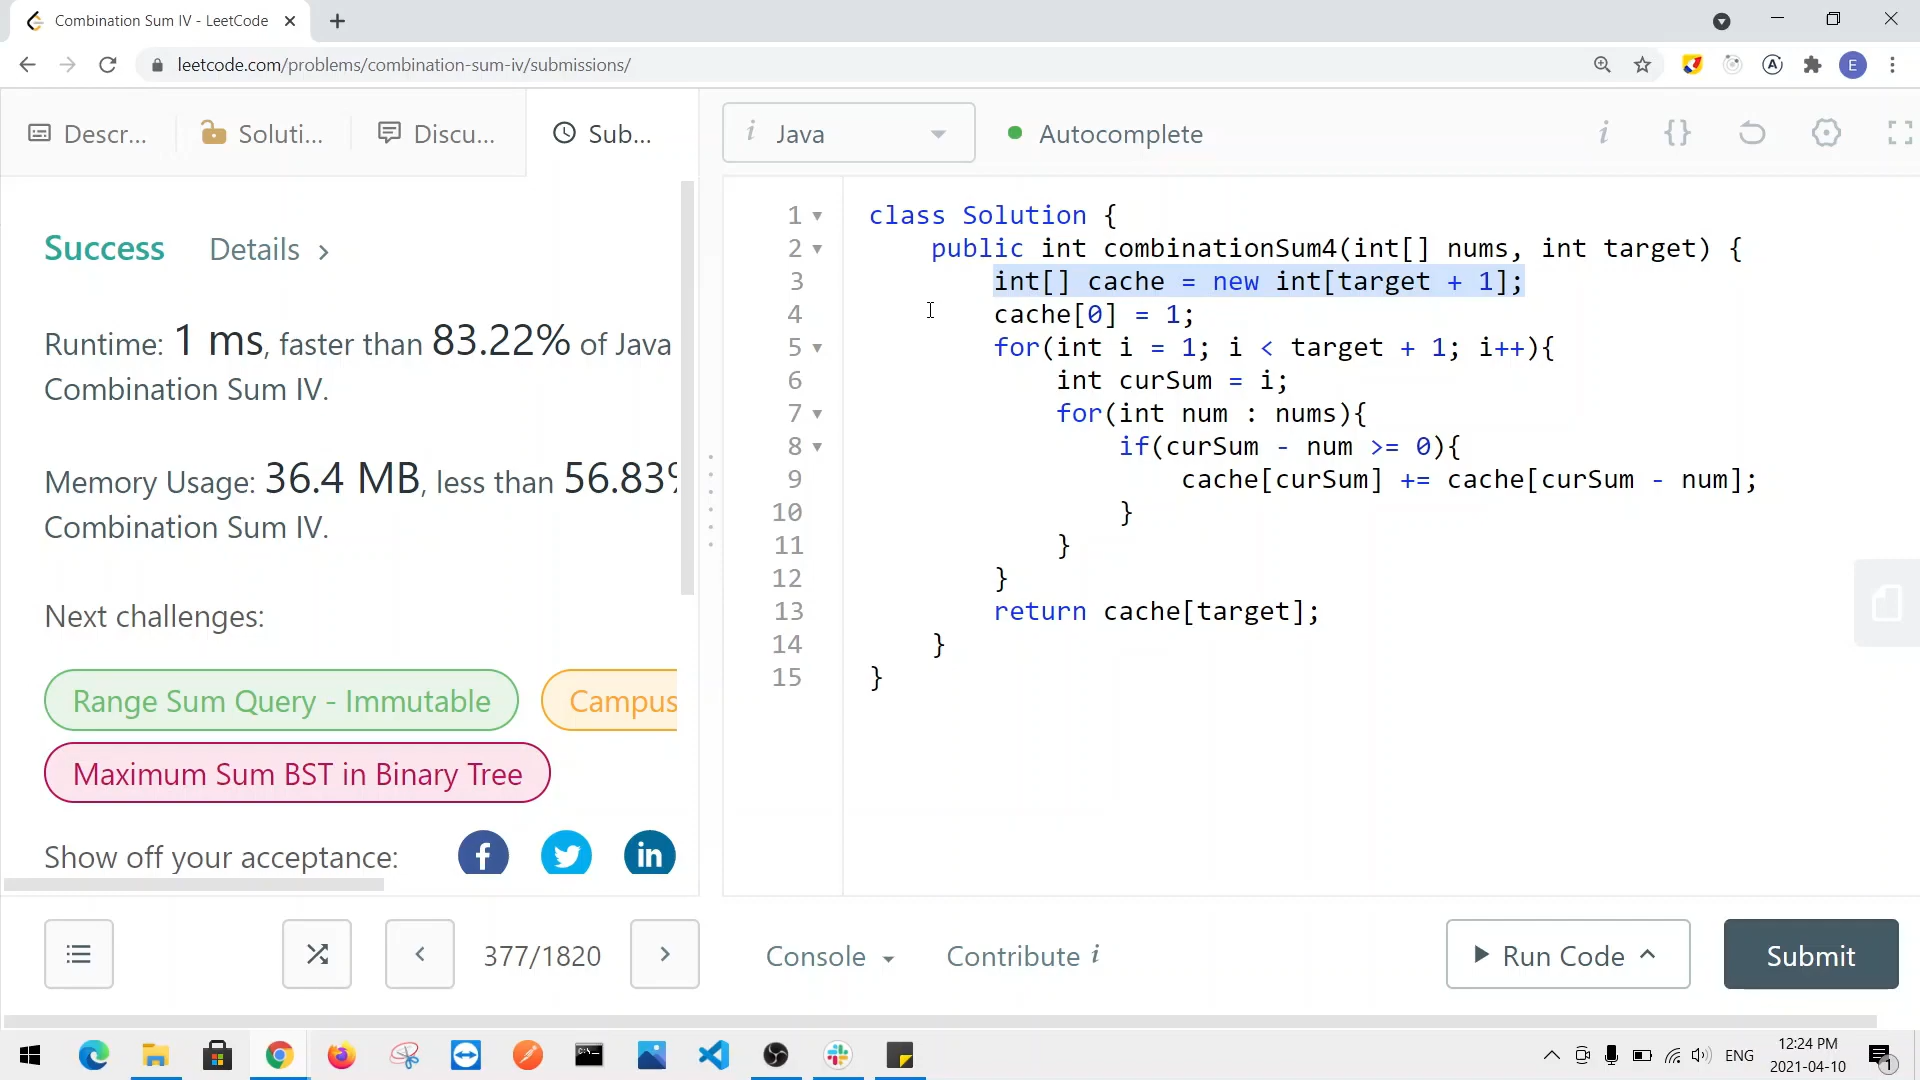 Combination Sum IV - LeetCode
leetcode.com/problems/combination-sum-iv/submissions/
E
Descr...
Soluti...
Discu...
Sub...
i Java
Autocomplete
i {}
Success Details
Runtime: 1 ms, faster than 83.22% of Java
Combination Sum IV.
Memory Usage: 36.4 MB, less than 56.83%
Combination Sum IV.
Next challenges:
Range Sum Query - Immutable
Campus
Maximum Sum BST in Binary Tree
Show off your acceptance:
1 class Solution {
2 public int combinationSum4(int[] nums, int target) {
3 int[] cache = new int[target + 1];
4 cache[0] = 1;
5 for(int i = 1; i < target + 1; i++){
6 int curSum = i;
7 for(int num : nums){
8 if(curSum - num >= 0){
9 cache[curSum] += cache[curSum - num];
10 }
11 }
12 }
13 return cache[target];
14 }
15 }
377/1820
Console
Contribute i
Run Code
Submit
ENG
12:24 PM
2021-04-10
1